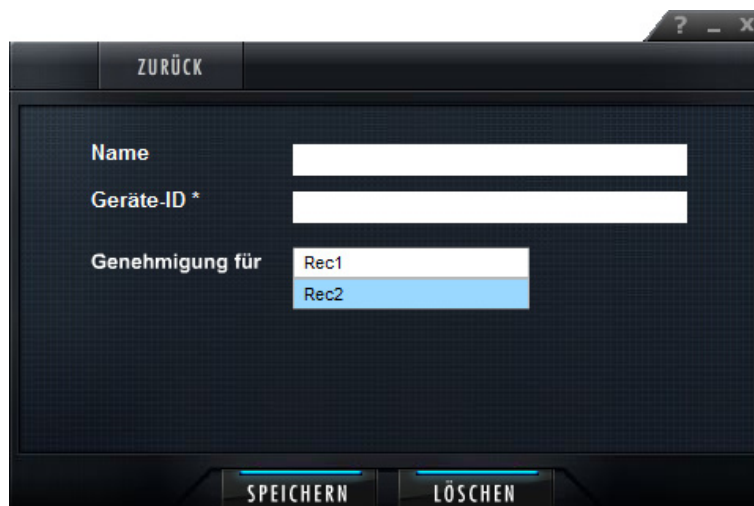 ? _ X
ZURÜCK
Name
Geräte-ID *
Genehmigung für
Rec1
Rec2
SPEICHERN
LÖSCHEN